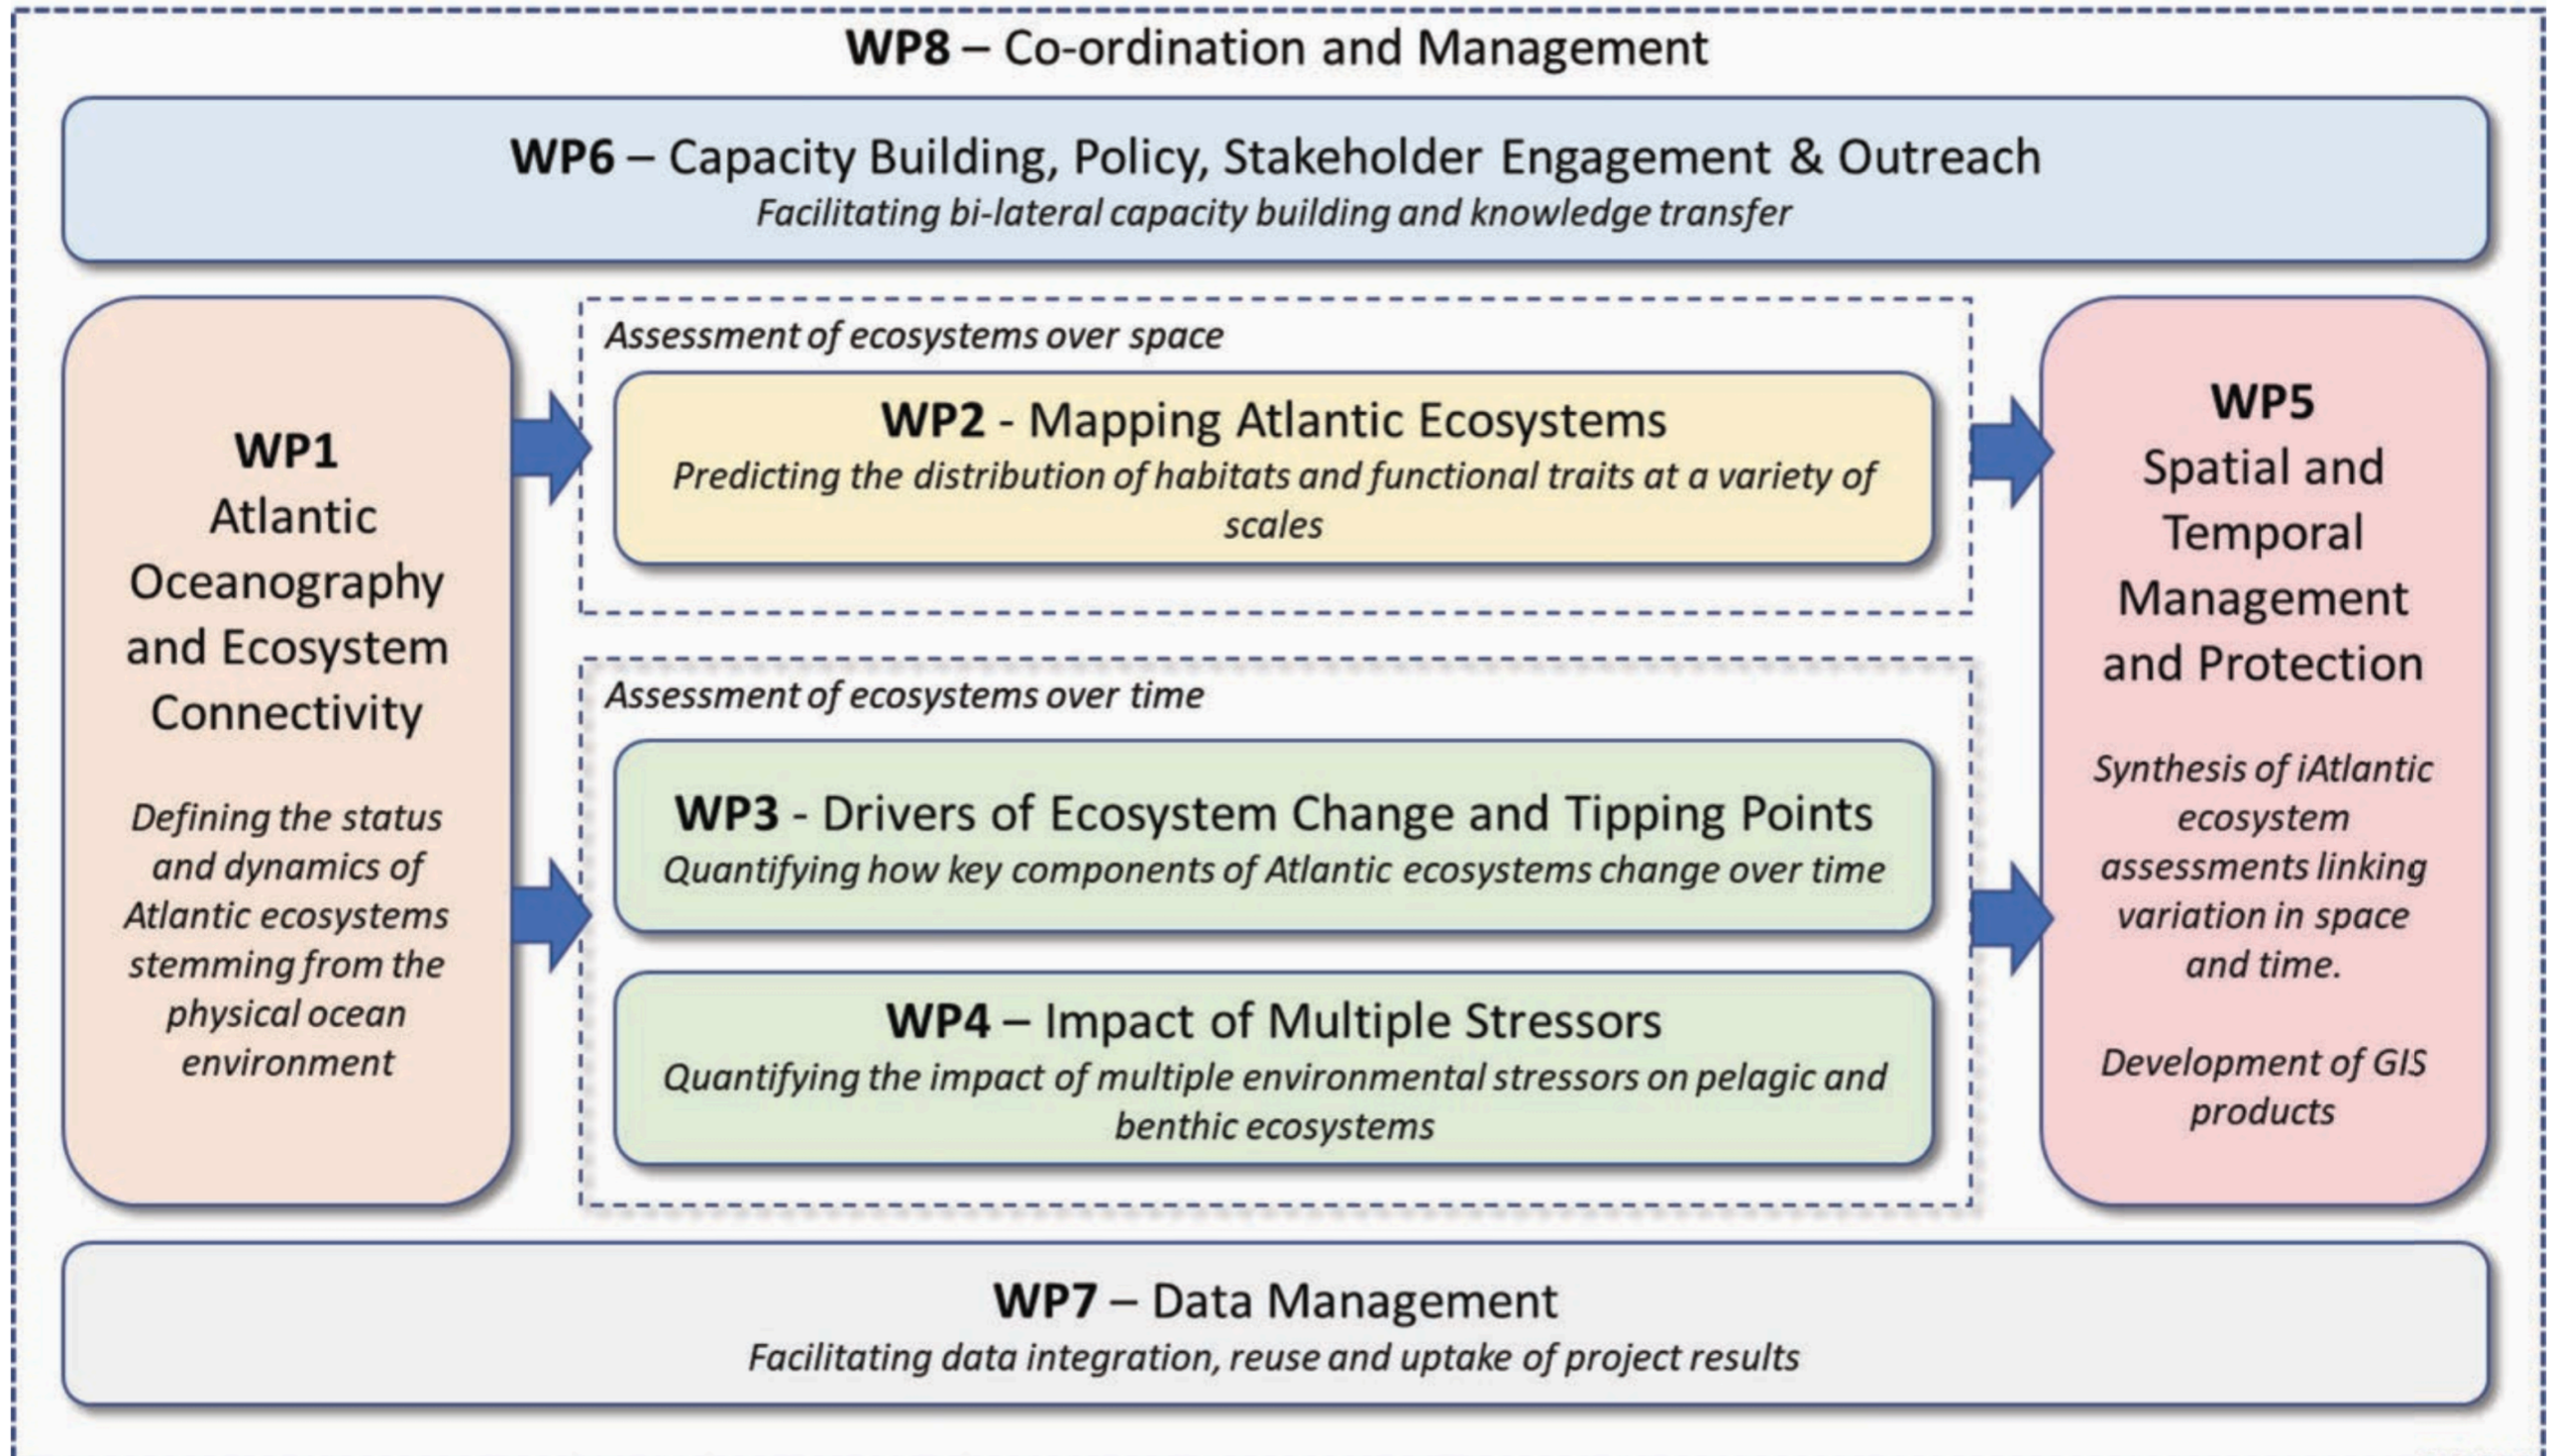 WP8 – Co-ordination and Management
WP6 – Capacity Building, Policy, Stakeholder Engagement & Outreach
Facilitating bi-lateral capacity building and knowledge transfer
WP1
Atlantic
Oceanography
and Ecosystem
Connectivity
Defining the status
and dynamics of
Atlantic ecosystems
stemming from the
physical ocean
environment
Assessment of ecosystems over space
WP2 - Mapping Atlantic Ecosystems
Predicting the distribution of habitats and functional traits at a variety of
scales
Assessment of ecosystems over time
WP3 - Drivers of Ecosystem Change and Tipping Points
Quantifying how key components of Atlantic ecosystems change over time
WP4 – Impact of Multiple Stressors
Quantifying the impact of multiple environmental stressors on pelagic and
benthic ecosystems
WP5
Spatial and
Temporal
Management
and Protection
Synthesis of iAtlantic
ecosystem
assessments linking
variation in space
and time.
Development of GIS
products
WP7 – Data Management
Facilitating data integration, reuse and uptake of project results